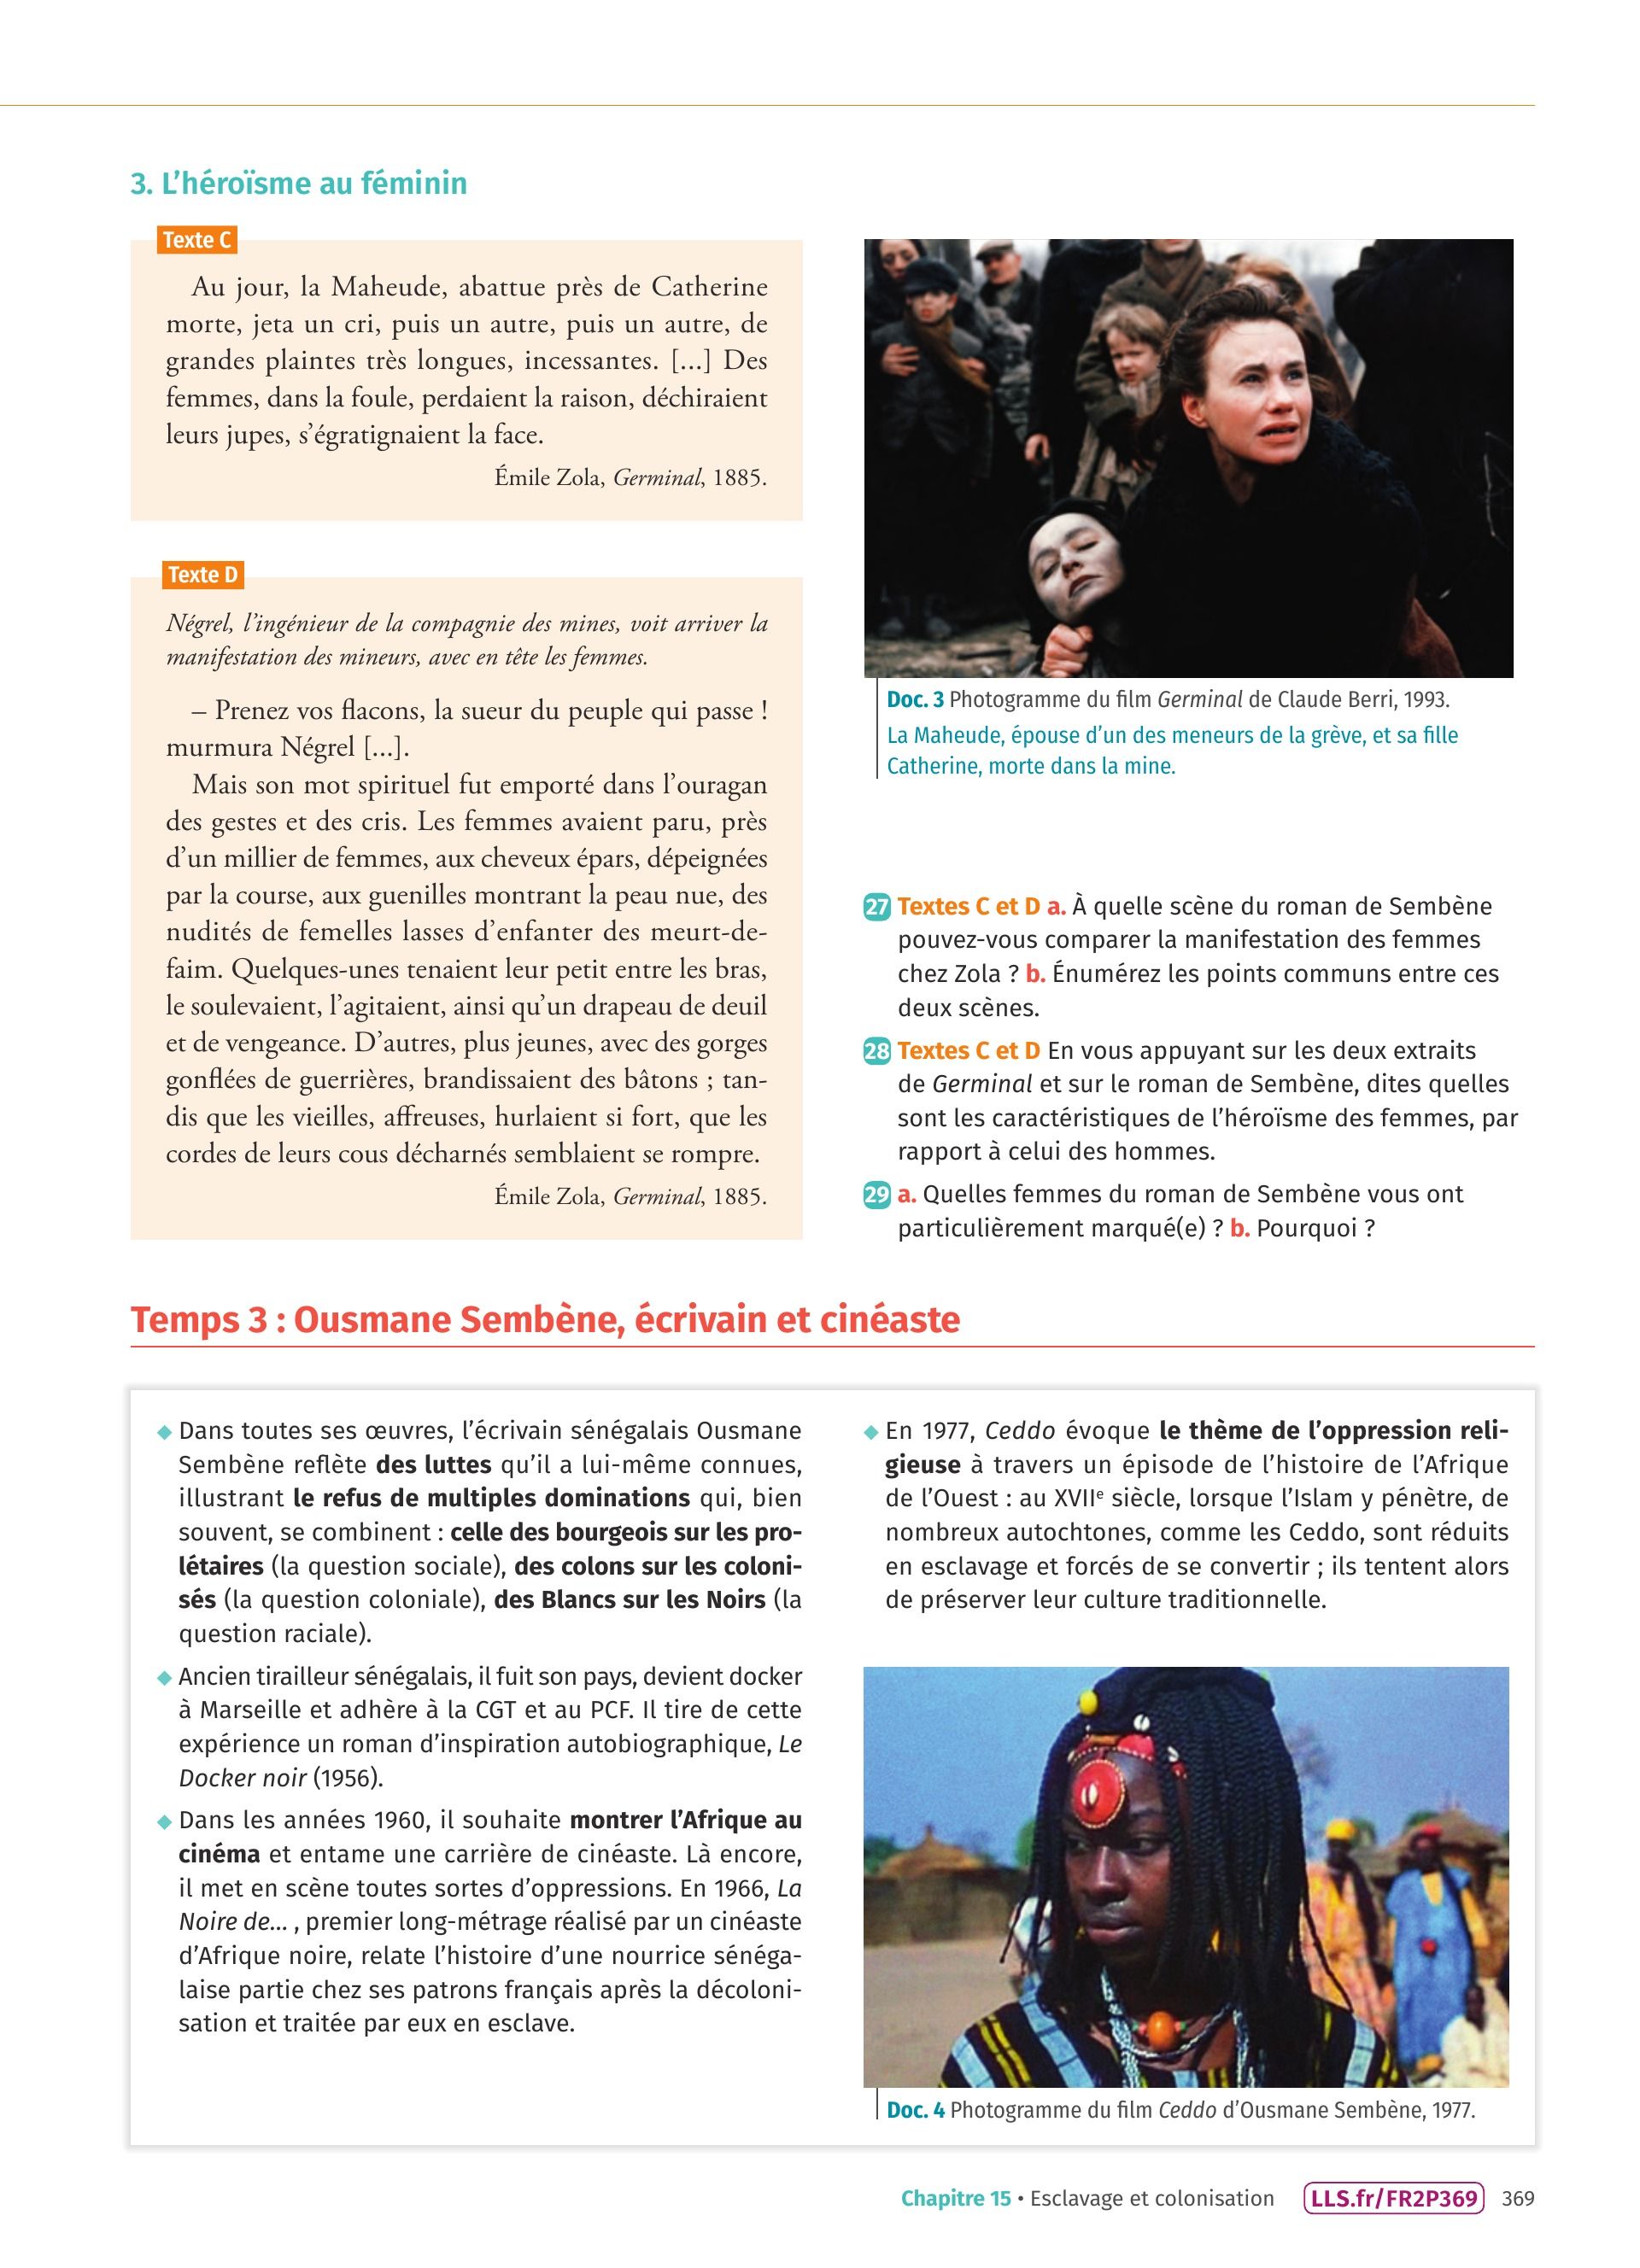 3. L’héroïsme au féminin
Texte C
Au jour, la Maheude, abattue près de Catherine
morte, jeta un cri, puis un autre, puis un autre, de
grandes plaintes très longues, incessantes. [...] Des
femmes, dans la foule, perdaient la raison, déchiraient
leurs jupes, s’égratignaient la face.
Émile Zola, Germinal, 1885.
Texte D
Négrel, l’ingénieur de la compagnie des mines, voit arriver la
manifestation des mineurs, avec en tête les femmes.
– Prenez vos flacons, la sueur du peuple qui passe !
murmura Négrel [...].
Mais son mot spirituel fut emporté dans l’ouragan
des gestes et des cris. Les femmes avaient paru, près
d’un millier de femmes, aux cheveux épars, dépeignées
par la course, aux guenilles montrant la peau nue, des
nudités de femelles lasses d’enfanter des meurt-de-
faim. Quelques-unes tenaient leur petit entre les bras,
le soulevaient, l’agitaient, ainsi qu’un drapeau de deuil
et de vengeance. D’autres, plus jeunes, avec des gorges
gonflées de guerrières, brandissaient des bâtons ; tan-
dis que les vieilles, affreuses, hurlaient si fort, que les
cordes de leurs cous décharnés semblaient se rompre.
Émile Zola, Germinal, 1885.
Doc. 3 Photogramme du film Germinal de Claude Berri, 1993.
La Maheude, épouse d’un des meneurs de la grève, et sa fille
Catherine, morte dans la mine.
27 Textes C et D a. À quelle scène du roman de Sembène
pouvez-vous comparer la manifestation des femmes
chez Zola ? b. Énumérez les points communs entre ces
deux scènes.
28 Textes C et D En vous appuyant sur les deux extraits
de Germinal et sur le roman de Sembène, dites quelles
sont les caractéristiques de l’héroïsme des femmes, par
rapport à celui des hommes.
29 a. Quelles femmes du roman de Sembène vous ont
particulièrement marqué(e) ? b. Pourquoi ?
Temps 3 : Ousmane Sembène, écrivain et cinéaste
◆ Dans toutes ses œuvres, l’écrivain sénégalais Ousmane
Sembène reflète des luttes qu’il a lui-même connues,
illustrant le refus de multiples dominations qui, bien
souvent, se combinent : celle des bourgeois sur les pro-
létaires (la question sociale), des colons sur les coloni-
sés (la question coloniale), des Blancs sur les Noirs (la
question raciale).
◆ Ancien tirailleur sénégalais, il fuit son pays, devient docker
à Marseille et adhère à la CGT et au PCF. Il tire de cette
expérience un roman d’inspiration autobiographique, Le
Docker noir (1956).
◆ Dans les années 1960, il souhaite montrer l’Afrique au
cinéma et entame une carrière de cinéaste. Là encore,
il met en scène toutes sortes d’oppressions. En 1966, La
Noire de... , premier long-métrage réalisé par un cinéaste
d’Afrique noire, relate l’histoire d’une nourrice sénéga-
laise partie chez ses patrons français après la décoloni-
sation et traitée par eux en esclave.
◆ En 1977, Ceddo évoque le thème de l’oppression reli-
gieuse à travers un épisode de l’histoire de l’Afrique
de l’Ouest : au XVIIe siècle, lorsque l’Islam y pénètre, de
nombreux autochtones, comme les Ceddo, sont réduits
en esclavage et forcés de se convertir ; ils tentent alors
de préserver leur culture traditionnelle.
Doc. 4 Photogramme du film Ceddo d’Ousmane Sembène, 1977.
Chapitre 15 • Esclavage et colonisation LLS.fr/FR2P369 369